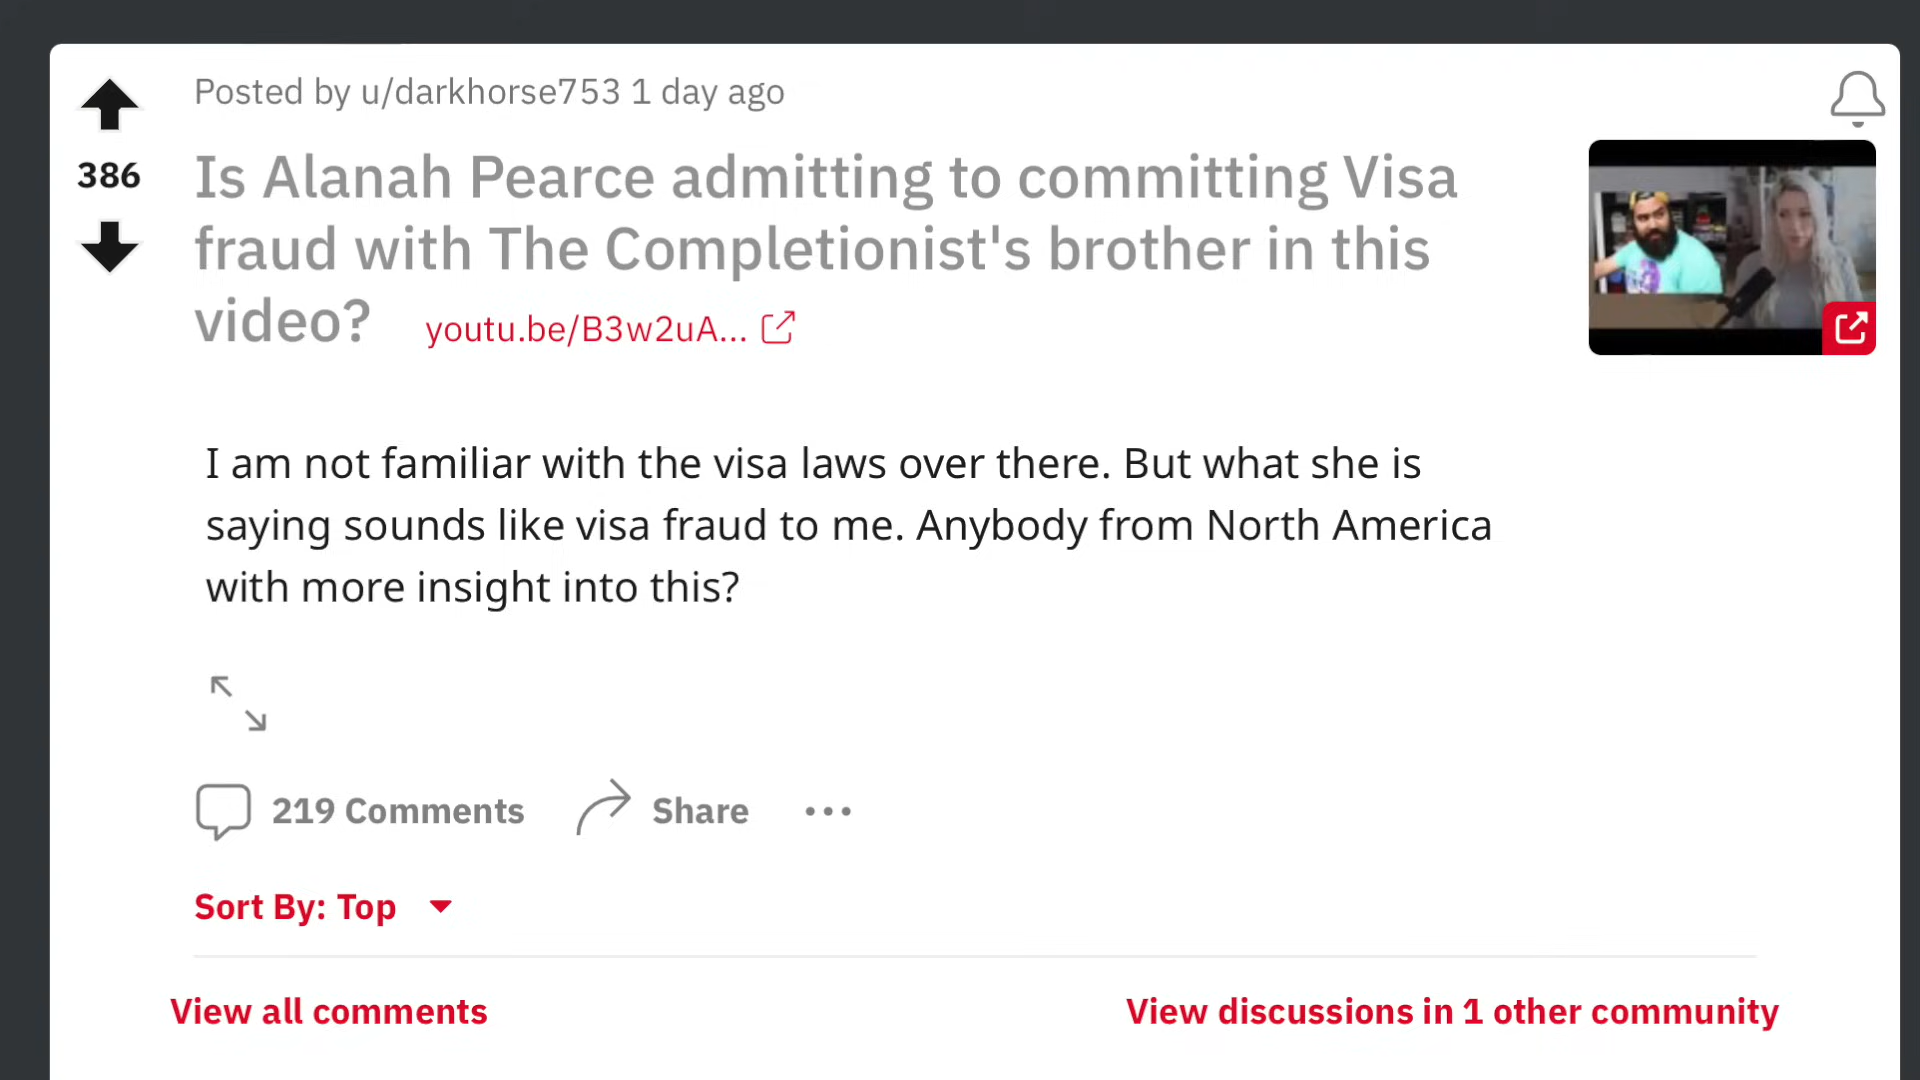 Posted by u/darkhorse753 1 day ago
386
Is Alanah Pearce admitting to committing Visa
fraud with The Completionist's brother in this
video? youtu.be/B3w2uA...
I am not familiar with the visa laws over there. But what she is
saying sounds like visa fraud to me. Anybody from North America
with more insight into this?
219 Comments Share
Sort By: Top
View all comments View discussions in 1 other community